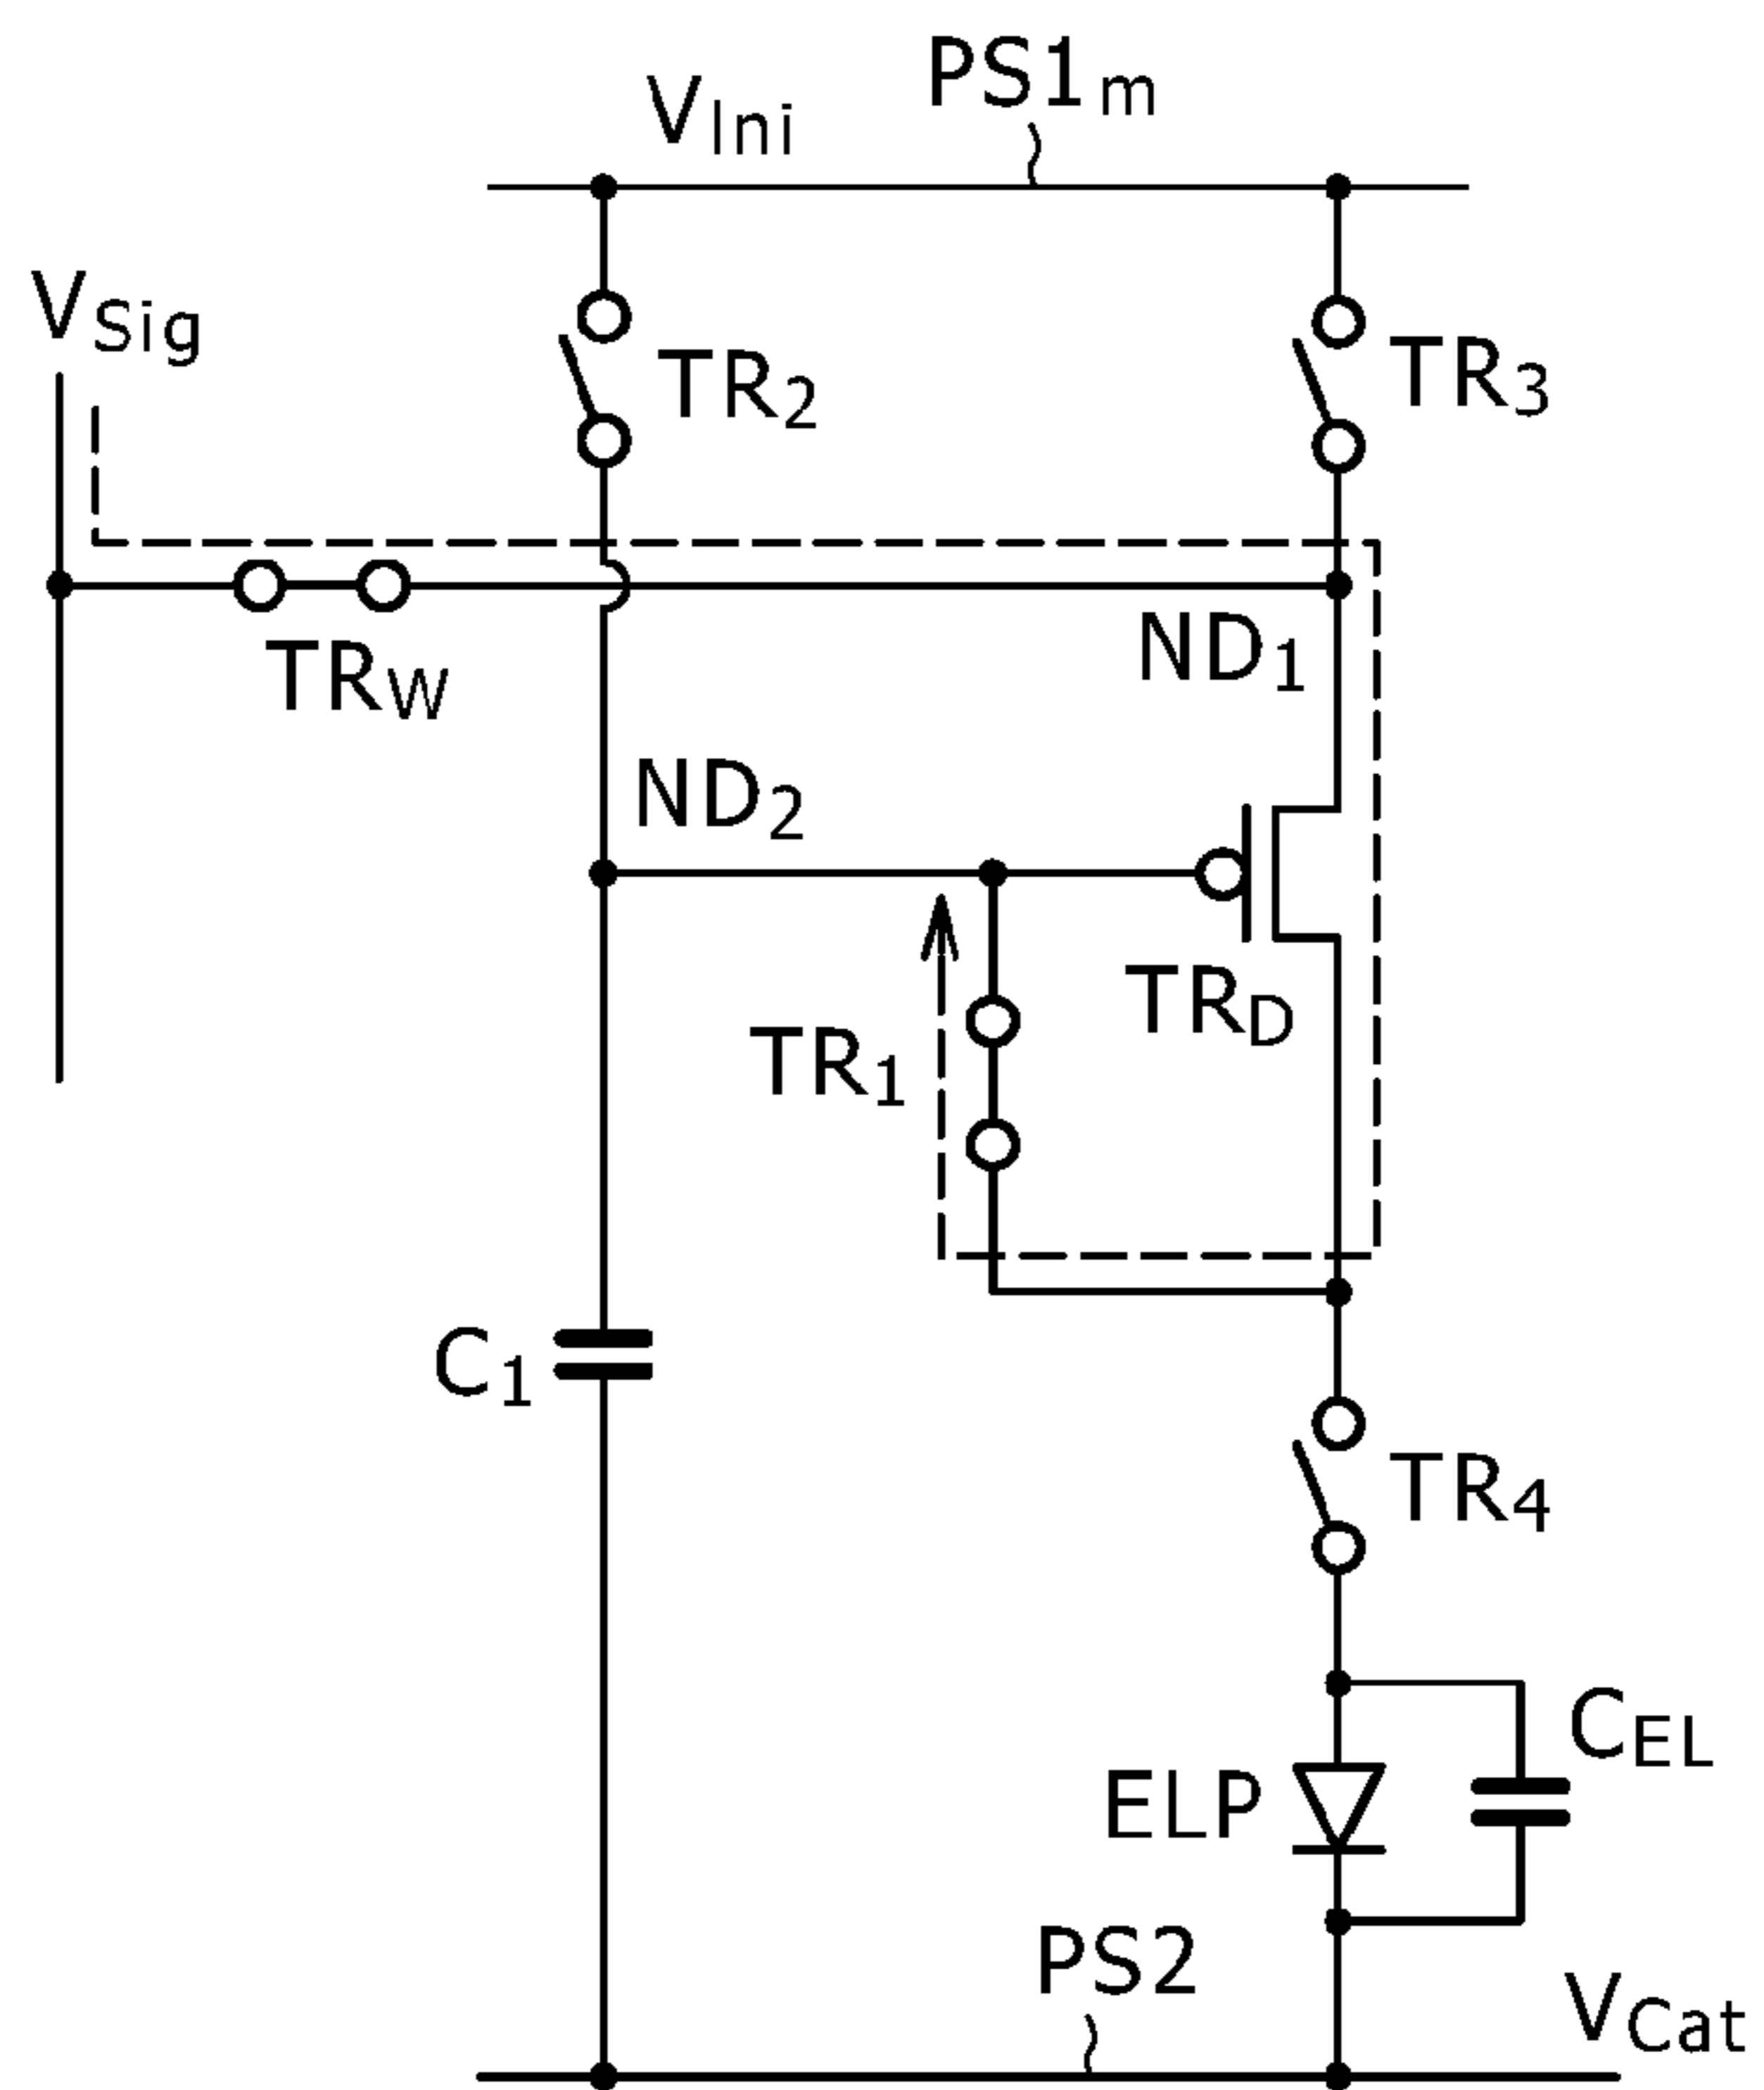 PS1m
VIni
VSig
TR2
TR3
TRW
ND1
ND2
TRD
TR1
C1
TR4
CEL
ELP
PS2
VCat